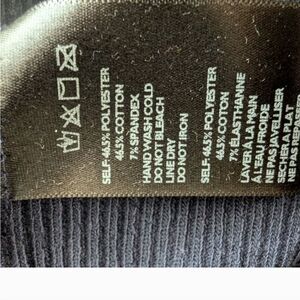 SELF: 46.5% POLYESTER
46.5% COTTON
7% SPANDEX
HAND WASH COLD
DO NOT BLEACH
LINE DRY
DO NOT IRON
SELF: 46.5% POLYESTER
46.5% COTTON
7% ELASTHANNE
LAVER À LA MAIN
À L'EAU FROIDE
NE PAS JAVELLISER
SECHER A PLAT
NE PAS REPASSER